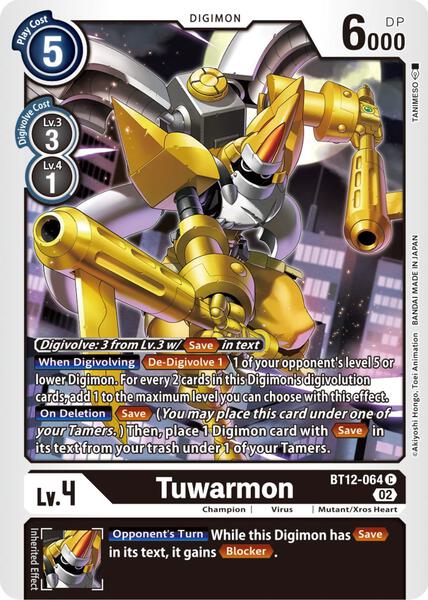 Play Cost
5
DIGIMON
6000
DP
Digivolve Cost
Lv.3
3
Lv.4
1
TANIMESO
©Akiyoshi Hongo, Toei Animation BANDAI MADE IN JAPAN
Digivolve: 3 from Lv.3 w/ Save in text
When Digivolving De-Digivolve 1 1 of your opponent's level 5 or
lower Digimon. For every 2 cards in this Digimon's digivolution
cards, add 1 to the maximum level you can choose with this effect.
On Deletion Save (You may place this card under one
of your Tamers.) Then, place 1 Digimon card with Save in
its text from your trash under 1 of your Tamers.
Lv.4
Tuwarmon
BT12-064 C
02
Champion | Virus | Mutant/Xros Heart
Inherited Effect
Opponent's Turn While this Digimon has Save
in its text, it gains Blocker.